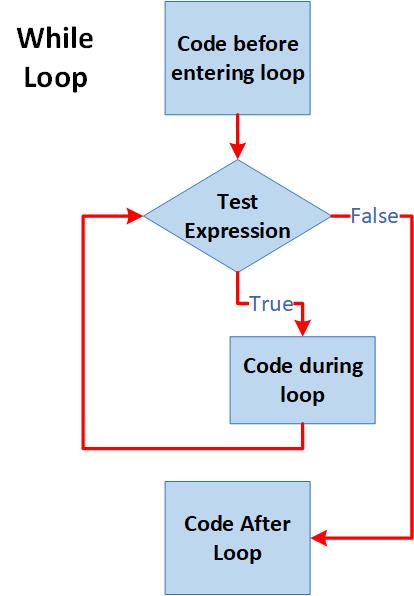 While
Loop
Code before
entering loop
Test
Expression
False
True
Code during
loop
Code After
Loop